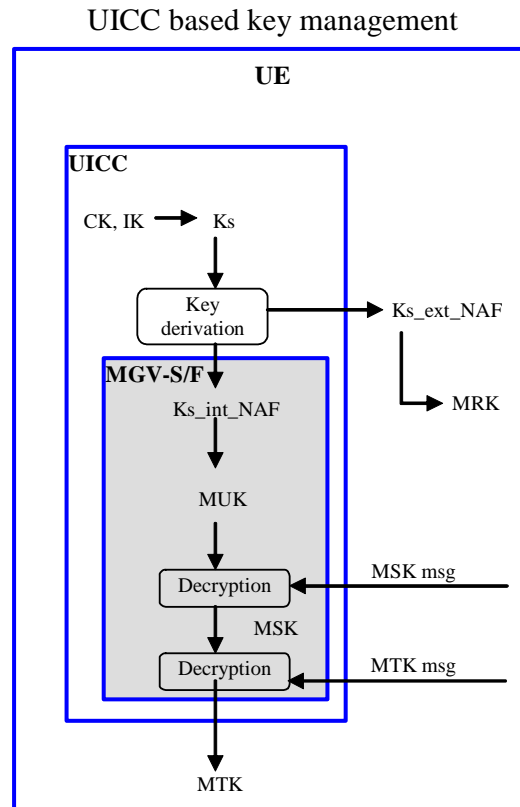 UICC based key management
UE
UICC
CK, IK
Ks
Key
derivation
Ks_ext_NAF
MGV-S/F
Ks_int_NAF
MRK
MUK
MSK msg
Decryption
MSK
MTK msg
Decryption
MTK